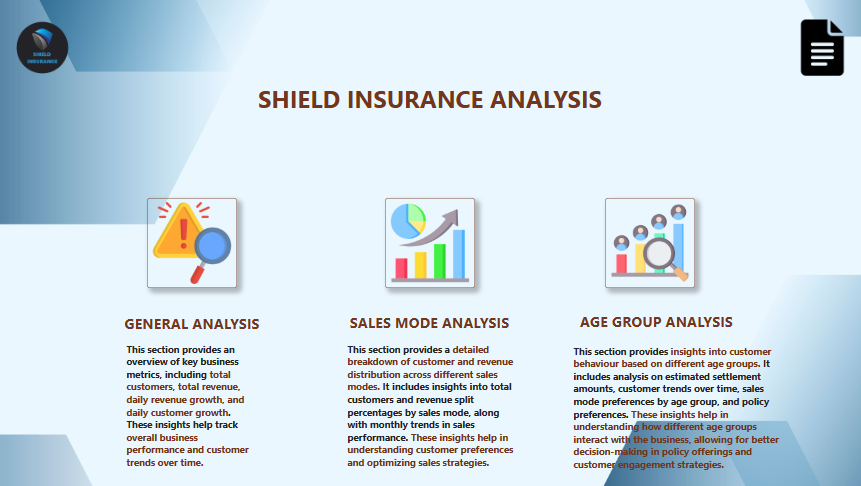 SHIELD
INSURANCE
SHIELD INSURANCE ANALYSIS
GENERAL ANALYSIS
This section provides an
overview of key business
metrics, including total
customers, total revenue,
daily revenue growth, and
daily customer growth.
These insights help track
overall business
performance and customer
trends over time.
SALES MODE ANALYSIS
This section provides a detailed
breakdown of customer and revenue
distribution across different sales
modes. It includes insights into total
customers and revenue split
percentages by sales mode, along
with monthly trends in sales
performance. These insights help in
understanding customer preferences
and optimizing sales strategies.
AGE GROUP ANALYSIS
This section provides insights into customer
behaviour based on different age groups. It
includes analysis on estimated settlement
amounts, customer trends over time, sales
mode preferences by age group, and policy
preferences. These insights help in
understanding how different age groups
interact with the business, allowing for better
decision-making in policy offerings and
customer engagement strategies.